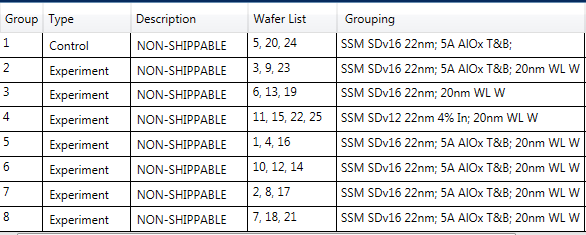 Group Type Description Wafer List Grouping
1 Control NON-SHIPPABLE 5, 20, 24 SSM SDv16 22nm; 5A AlOx T&B;
2 Experiment NON-SHIPPABLE 3, 9, 23 SSM SDv16 22nm; 5A AlOx T&B; 20nm WL W
3 Experiment NON-SHIPPABLE 6, 13, 19 SSM SDv16 22nm; 20nm WL W
4 Experiment NON-SHIPPABLE 11, 15, 22, 25 SSM SDv12 22nm 4% In; 20nm WL W
5 Experiment NON-SHIPPABLE 1, 4, 16 SSM SDv16 22nm; 5A AlOx T&B; 20nm WL W
6 Experiment NON-SHIPPABLE 10, 12, 14 SSM SDv16 22nm; 5A AlOx T&B; 20nm WL W
7 Experiment NON-SHIPPABLE 2, 8, 17 SSM SDv16 22nm; 5A AlOx T&B; 20nm WL W
8 Experiment NON-SHIPPABLE 7, 18, 21 SSM SDv16 22nm; 5A AlOx T&B; 20nm WL W